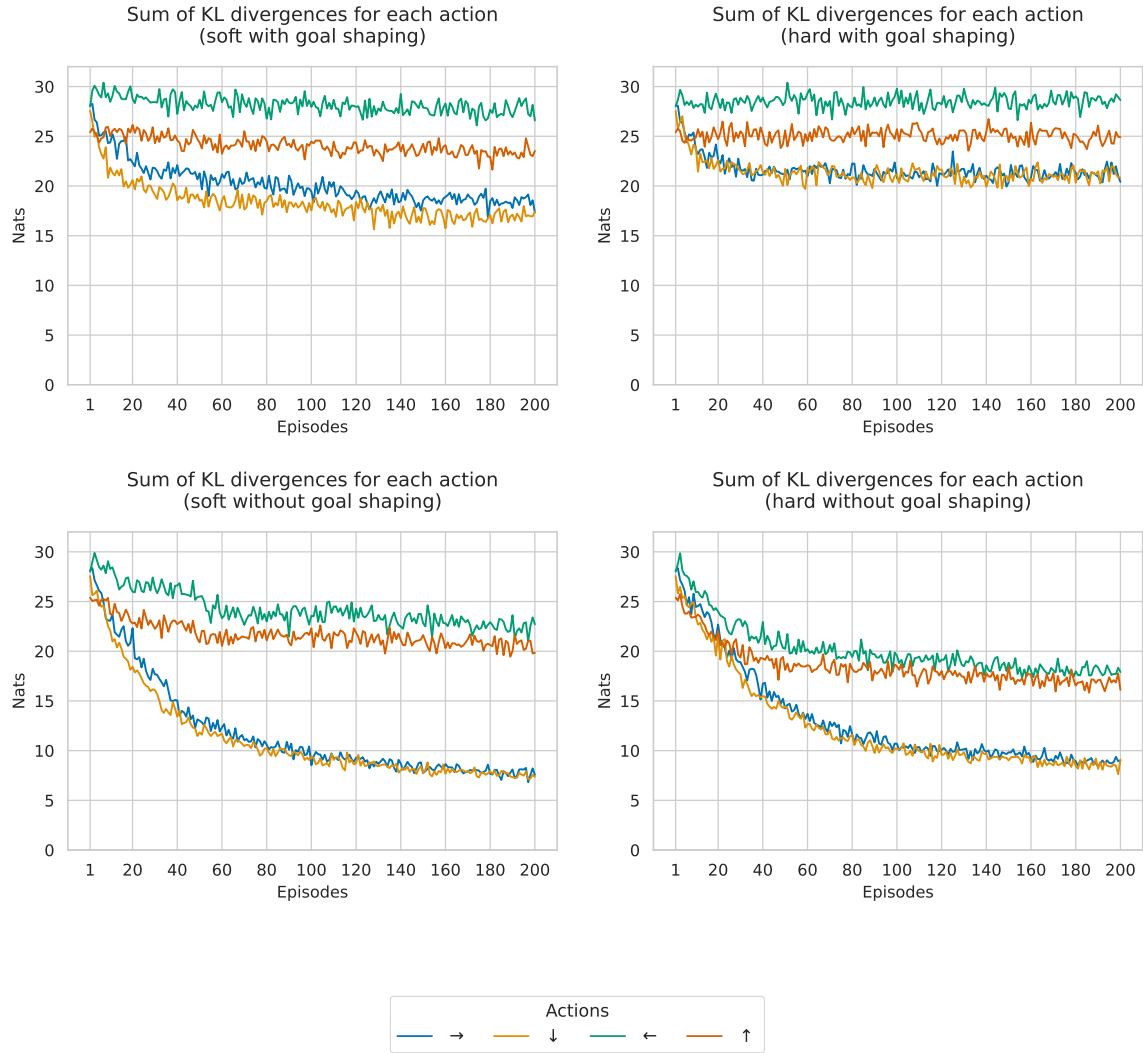 Sum of KL divergences for each action
(soft with goal shaping)
Nats
30
25
20
15
10
5
0
1 20 40 60 80 100 120 140 160 180 200
Episodes
Sum of KL divergences for each action
(hard with goal shaping)
Nats
30
25
20
15
10
5
0
1 20 40 60 80 100 120 140 160 180 200
Episodes
Sum of KL divergences for each action
(soft without goal shaping)
Nats
30
25
20
15
10
5
0
1 20 40 60 80 100 120 140 160 180 200
Episodes
Sum of KL divergences for each action
(hard without goal shaping)
Nats
30
25
20
15
10
5
0
1 20 40 60 80 100 120 140 160 180 200
Episodes
Actions
→ ↓ ← ↑